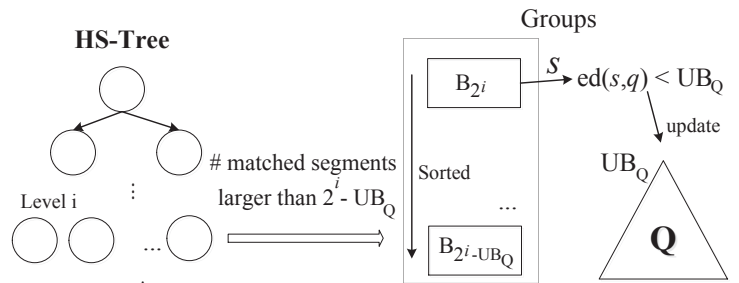 Groups
HS-Tree
B2^i
s
ed(s,q) < UBQ
update
# matched segments
larger than 2^i - UBQ
Sorted
UBQ
Level i
...
...
...
Q
B2^i-UBQ